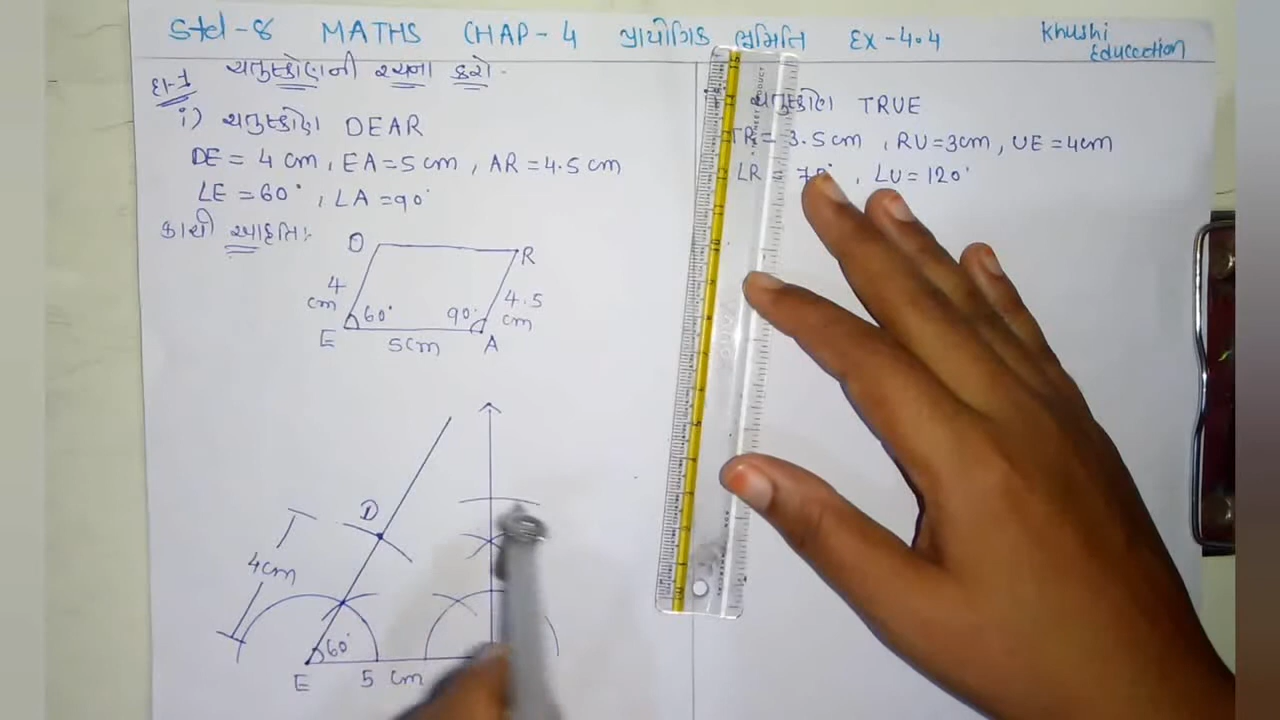 Std-8 MATHS CHAP-4 પ્રાયોગિક ભૂમિતિ EX-4.4
Khushi
Education
દા-1 ચતુષ્કોણની રચના કરો.
i) ચતુષ્કોણ DEAR
DE = 4 cm, EA=5 cm, AR=4.5 cm
∠E =60°, ∠A =90°
કાચી આકૃતિ:
D
R
4
cm
60°
90°
4.5
cm
E
5cm
A
D
4cm
60°
E
5 cm
ચતુષ્કોણ TRUE
TR= 3.5cm, RU=3cm, UE=4cm
∠R = , ∠U=120°